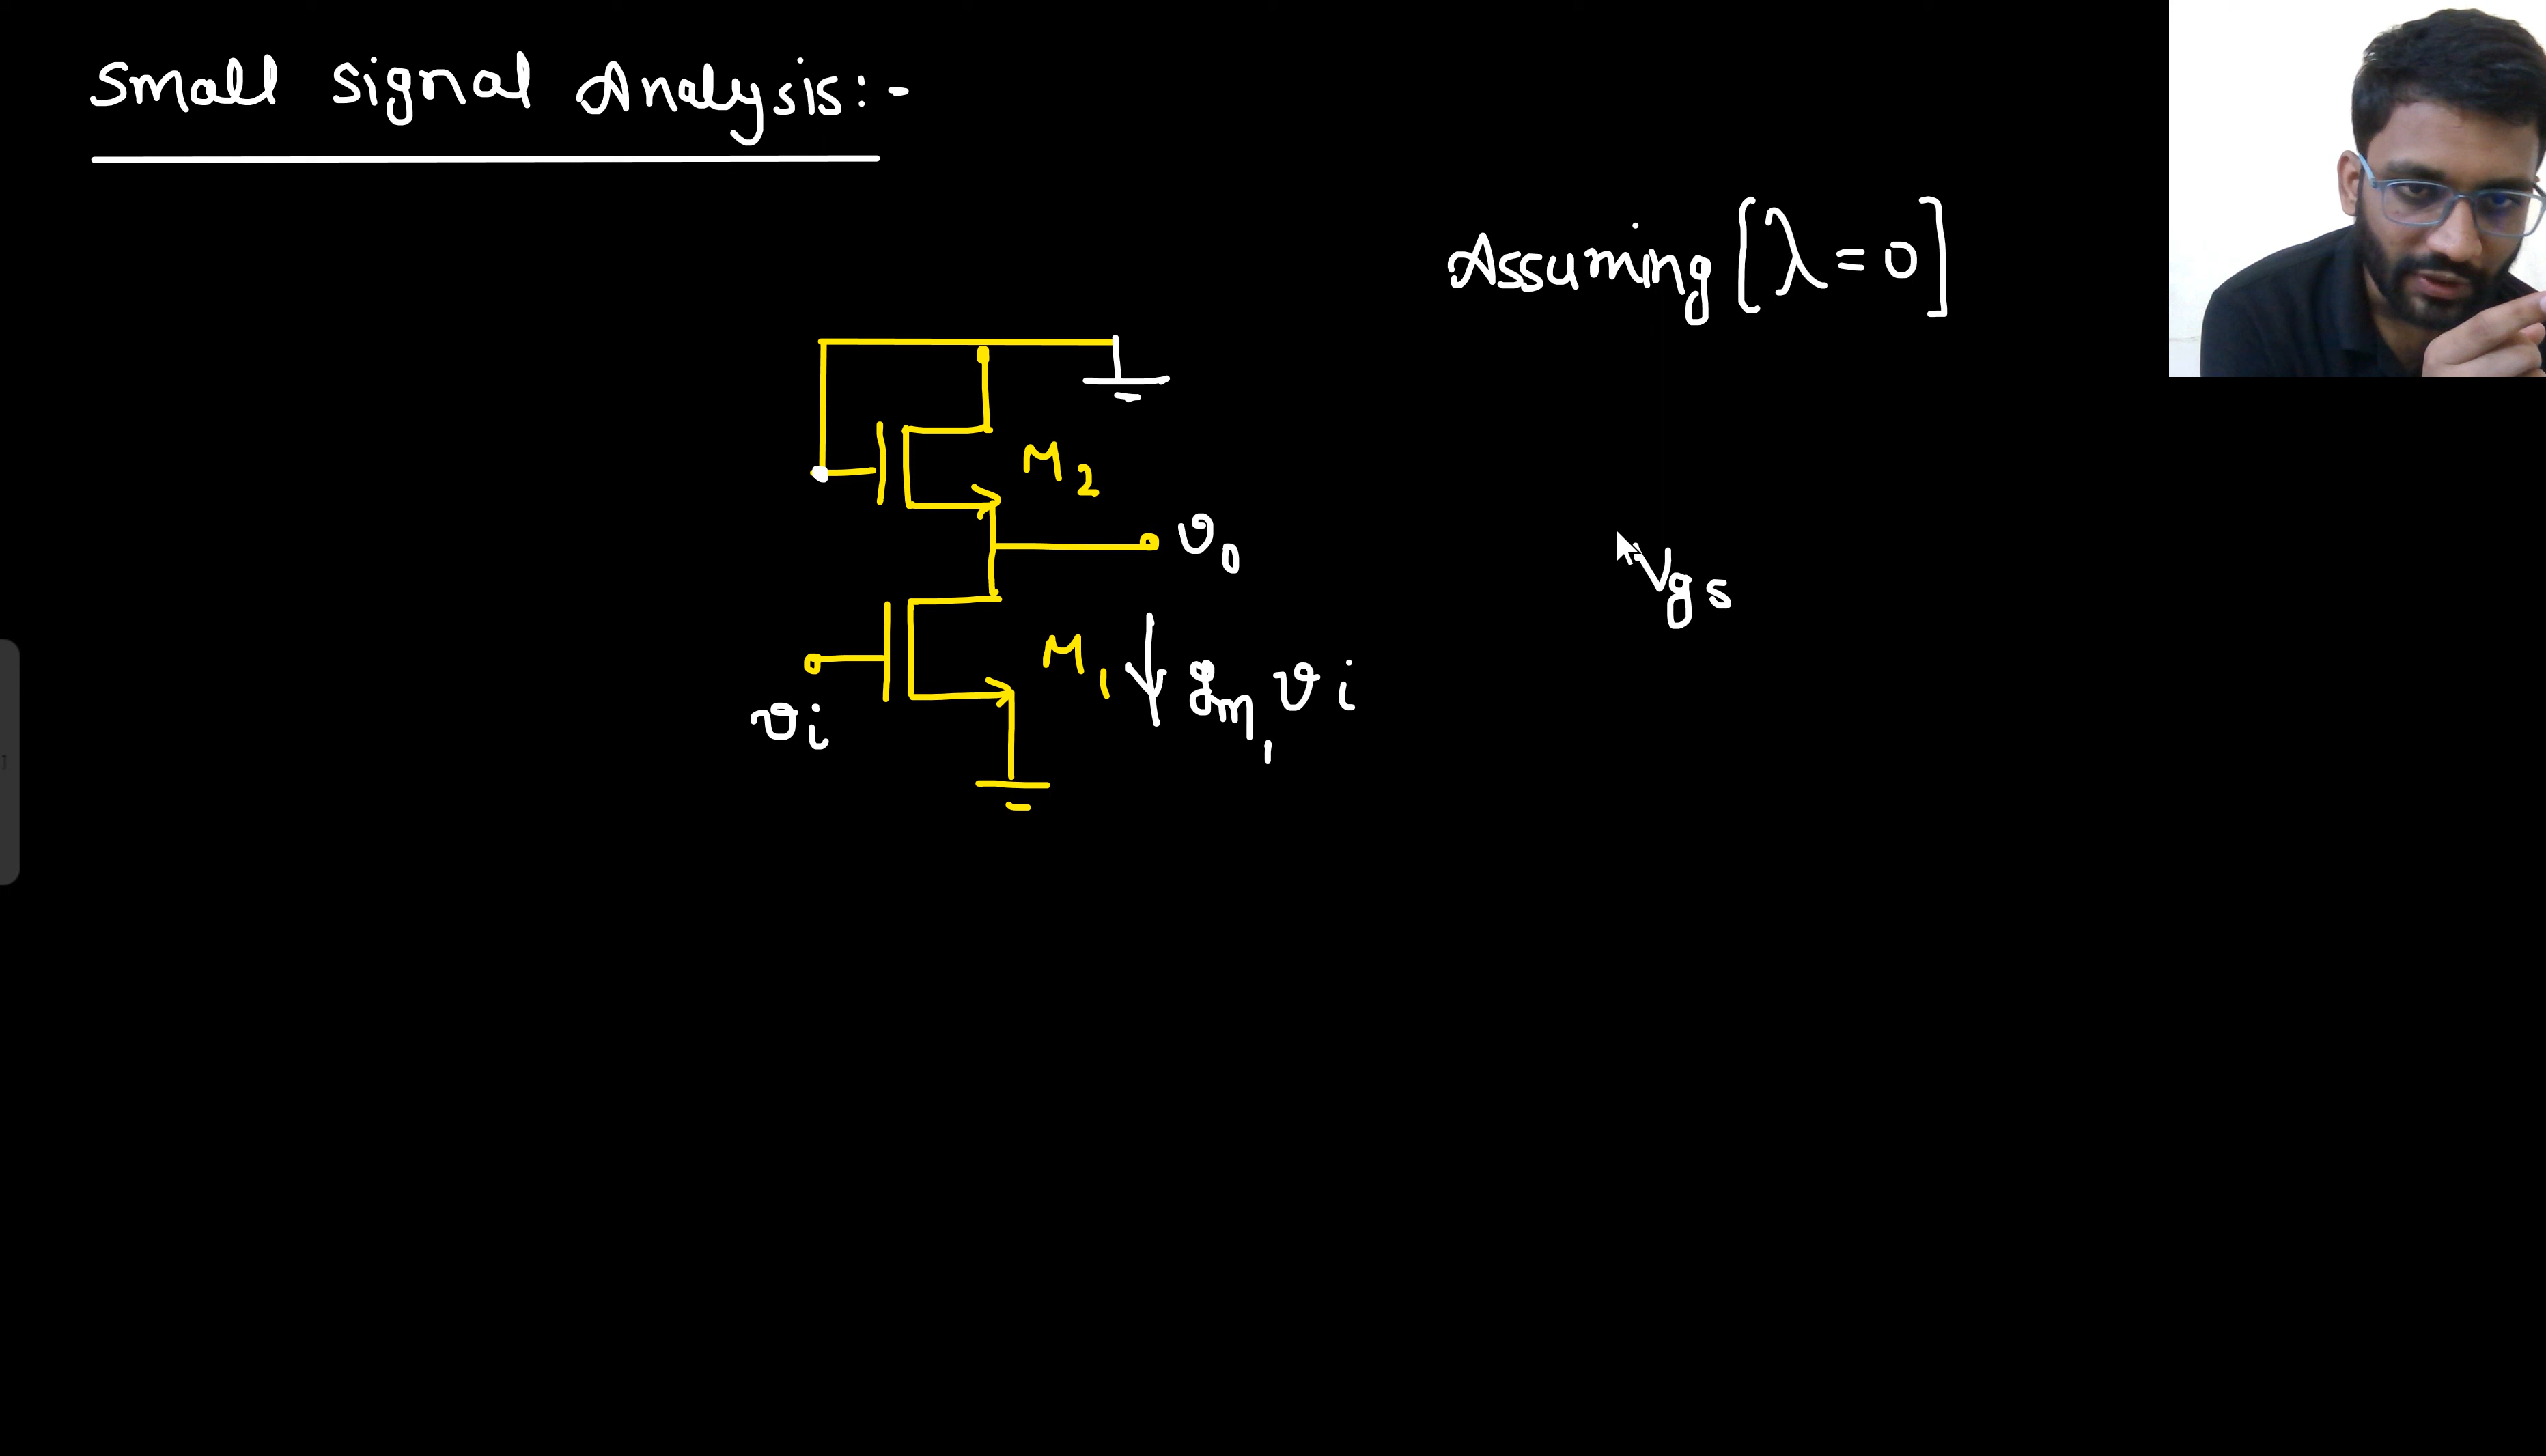 Small signal Analysis:-
Assuming [λ=0]
M2
v0
Vgs
M1
gm1 vi
vi